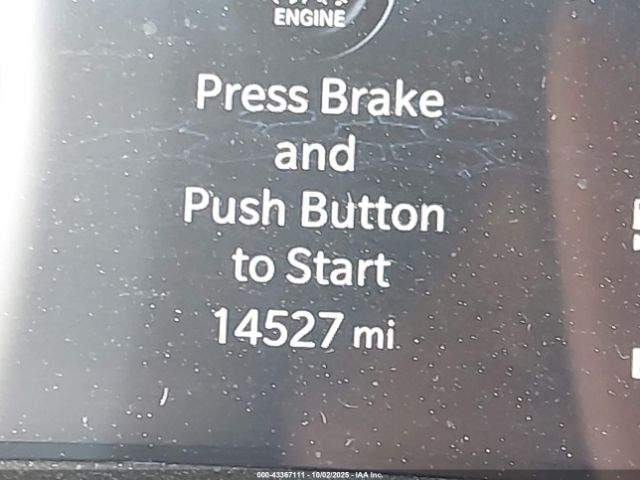 ENGINE
Press Brake
and
Push Button
to Start
14527 mi
000-43367111 - 10/02/2025 - IAA Inc.